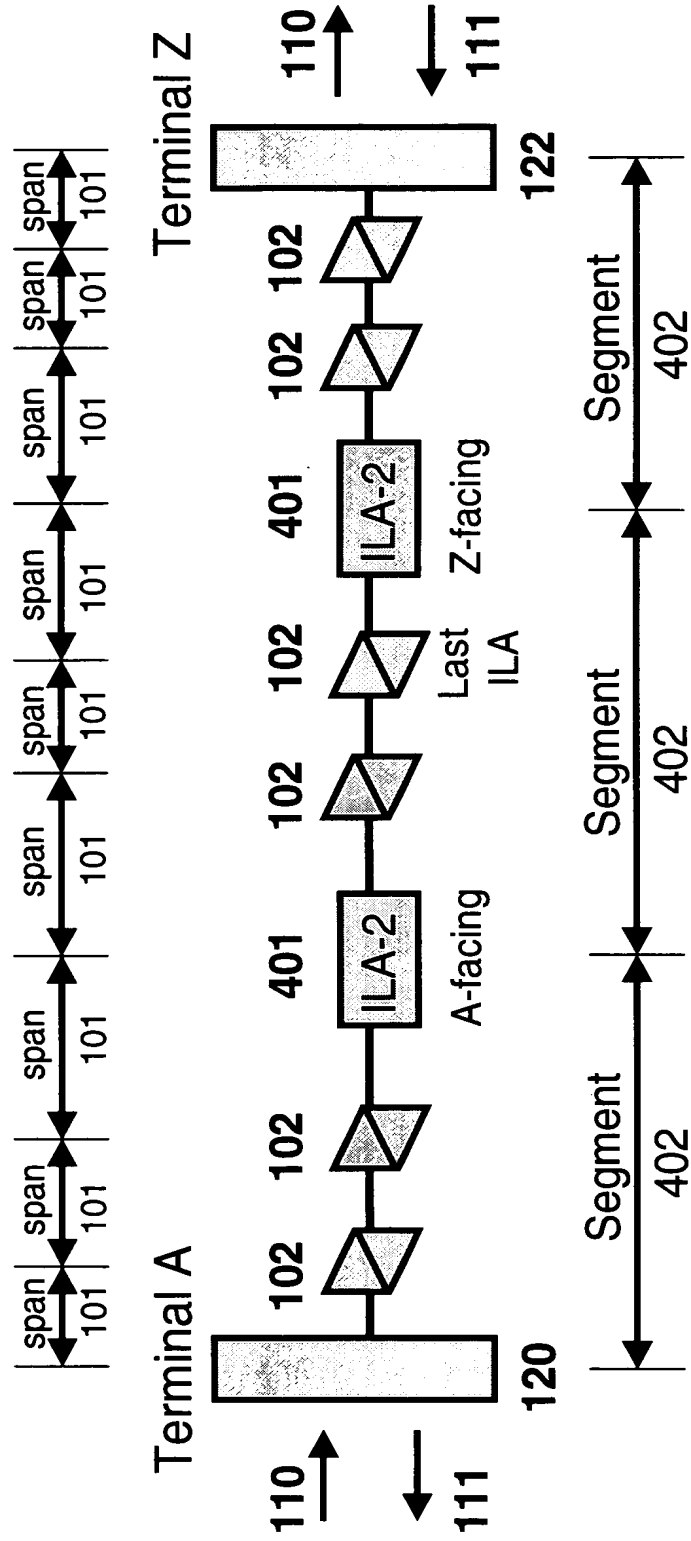 span span span span span span span span span
101 101 101 101 101 101 101 101 101
Terminal A Terminal Z
110 102 102 401 102 102 401 102 102 110
ILA-2 ILA-2
111 A-facing Last Z-facing 111
ILA
120 122
Segment Segment Segment
402 402 402